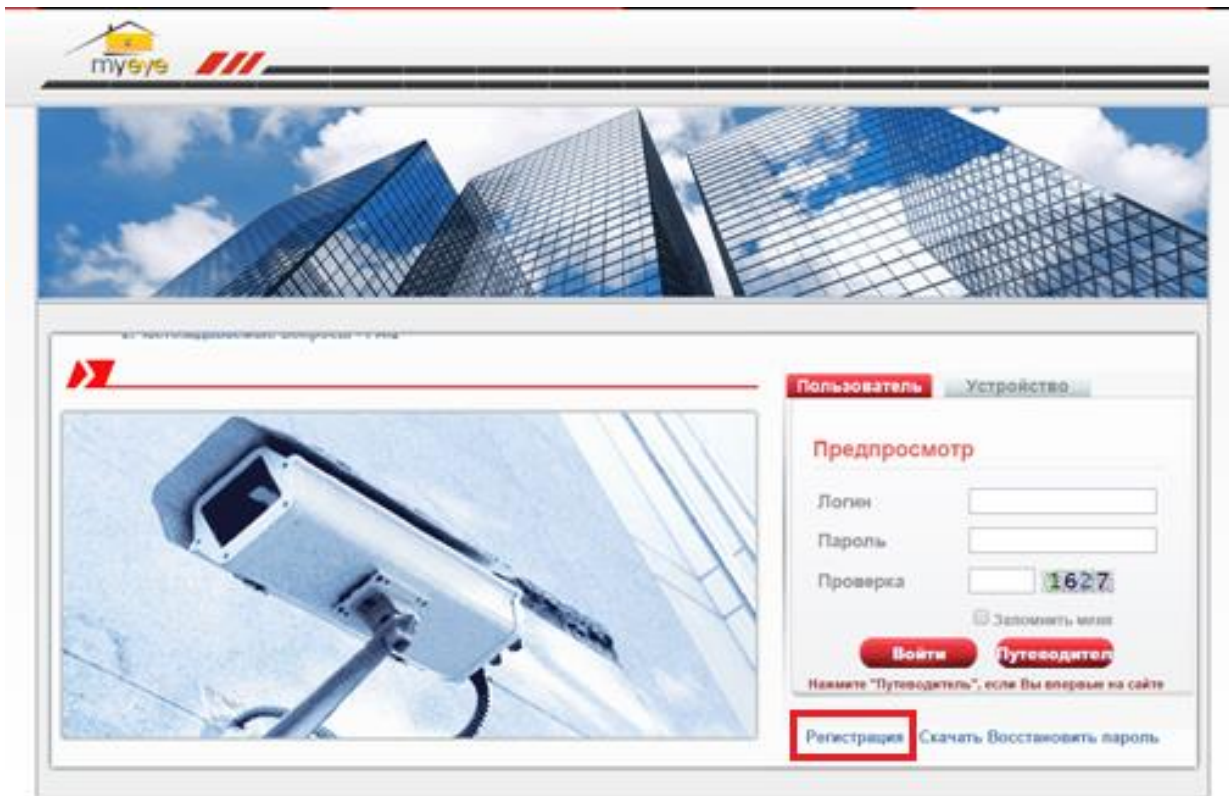 myeye
Пользователь Устройство
Предпросмотр
Логин
Пароль
Проверка 1627
Запомнить меня
Войти Путеводител
Нажмите "Путеводитель", если Вы впервые на сайте
Регистрация Скачать Восстановить пароль